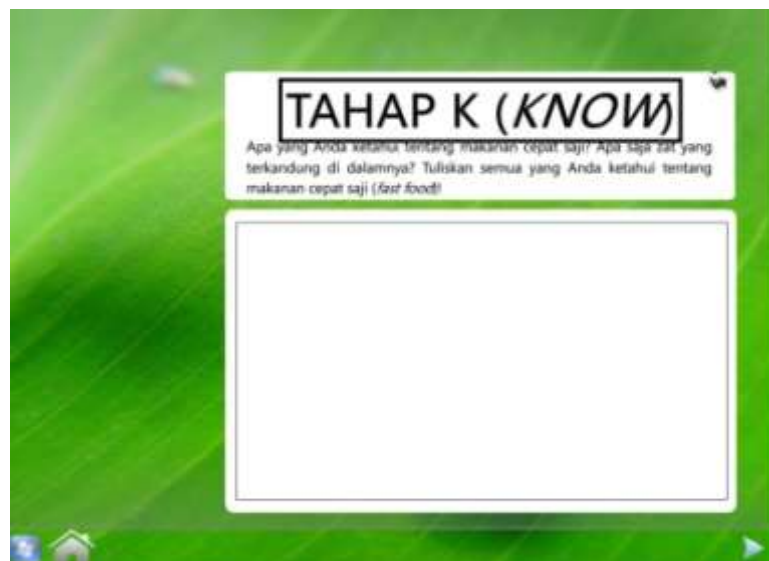 TAHAP K (KNOW)
Apa yang Anda ketahui tentang makanan cepat saji? Apa saja zat yang
terkandung di dalamnya? Tuliskan semua yang Anda ketahui tentang
makanan cepat saji (fast food)!